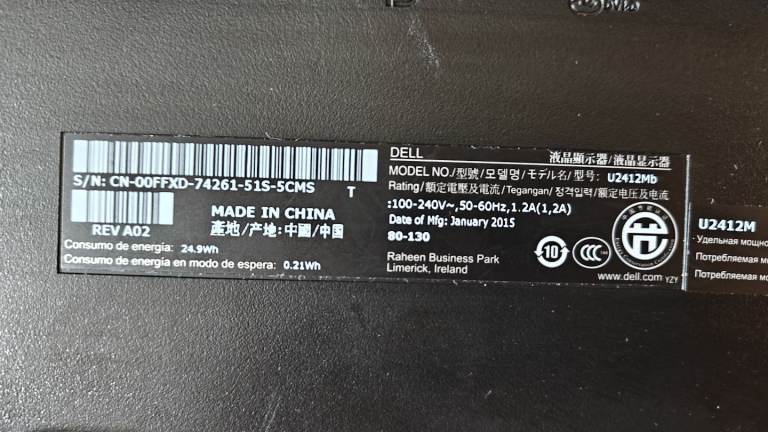 S/N: CN-00FFXD-74261-51S-5CMS T
REV A02
MADE IN CHINA
產地/产地:中國/中国
Consumo de energía: 24.9Wh
Consumo de energía en modo de espera: 0.21Wh
DELL 液晶顯示器/液晶显示器
MODEL NO./型號/모델명/モデル名/型号: U2412Mb
Rating/額定電壓及電流/Tegangan/정격입력/额定电压及电流
:100-240V~,50-60Hz,1.2A(1,2A)
Date of Mfg: January 2015
80-130
Raheen Business Park
Limerick, Ireland
10
www.dell.com YZY
U2412M
Удельная мощно
Потребляемая м
Потребляемая мо